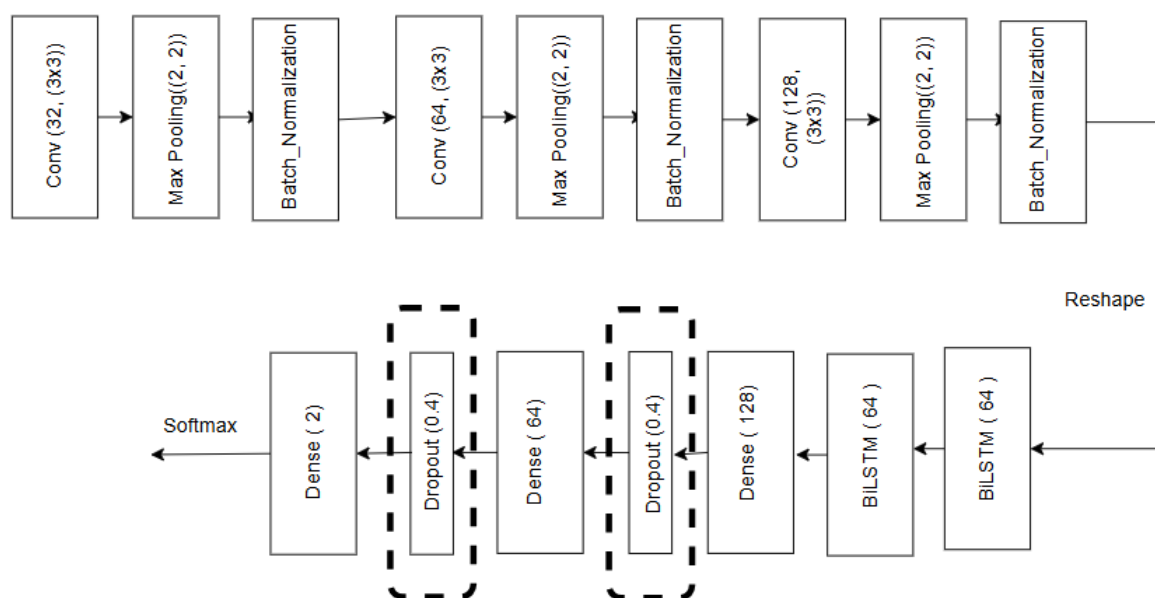 Conv (32, (3x3))
Max Pooling((2, 2))
Batch_Normalization
Conv (64, (3x3)
Max Pooling((2, 2))
Batch_Normalization
Conv (128,
(3x3))
Max Pooling((2, 2))
Batch_Normalization
Reshape
BiLSTM ( 64 )
BiLSTM ( 64 )
Dense ( 128)
Dropout (0.4)
Dense ( 64)
Dropout (0.4)
Dense ( 2)
Softmax